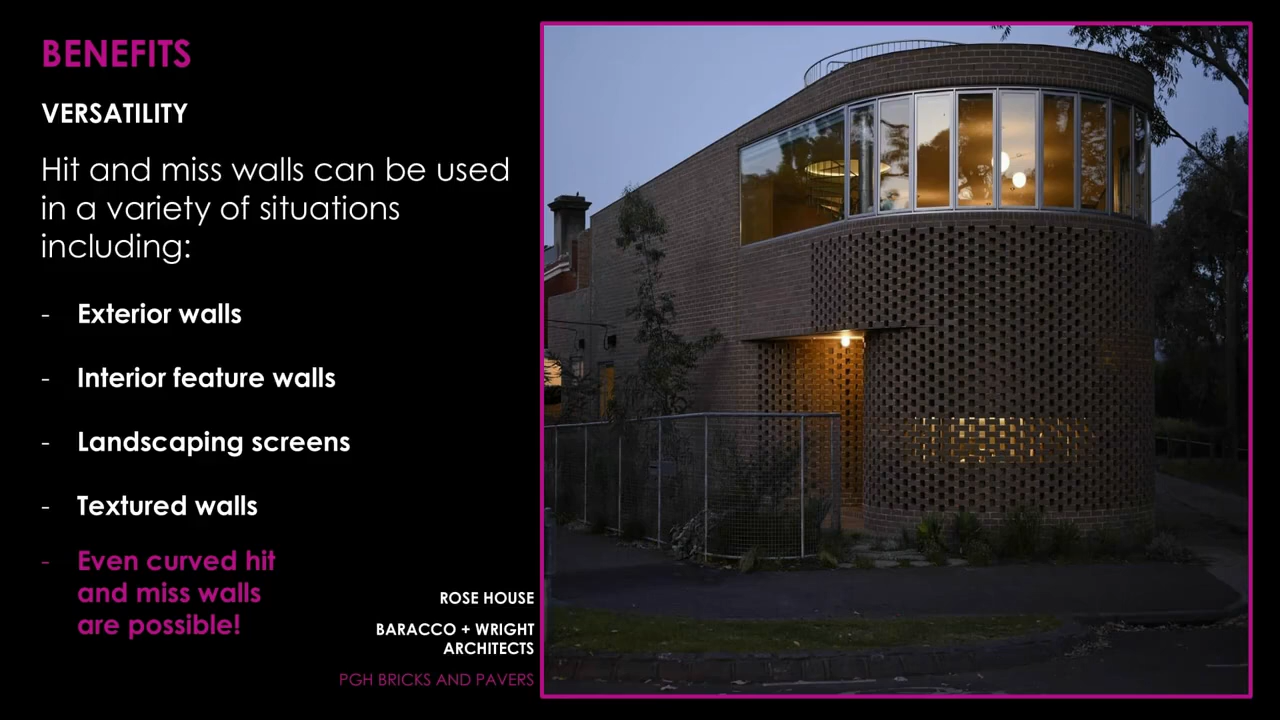 BENEFITS
VERSATILITY
Hit and miss walls can be used
in a variety of situations
including:
- Exterior walls
- Interior feature walls
- Landscaping screens
- Textured walls
- Even curved hit
and miss walls
are possible!
ROSE HOUSE
BARACCO + WRIGHT
ARCHITECTS
PGH BRICKS AND PAVERS